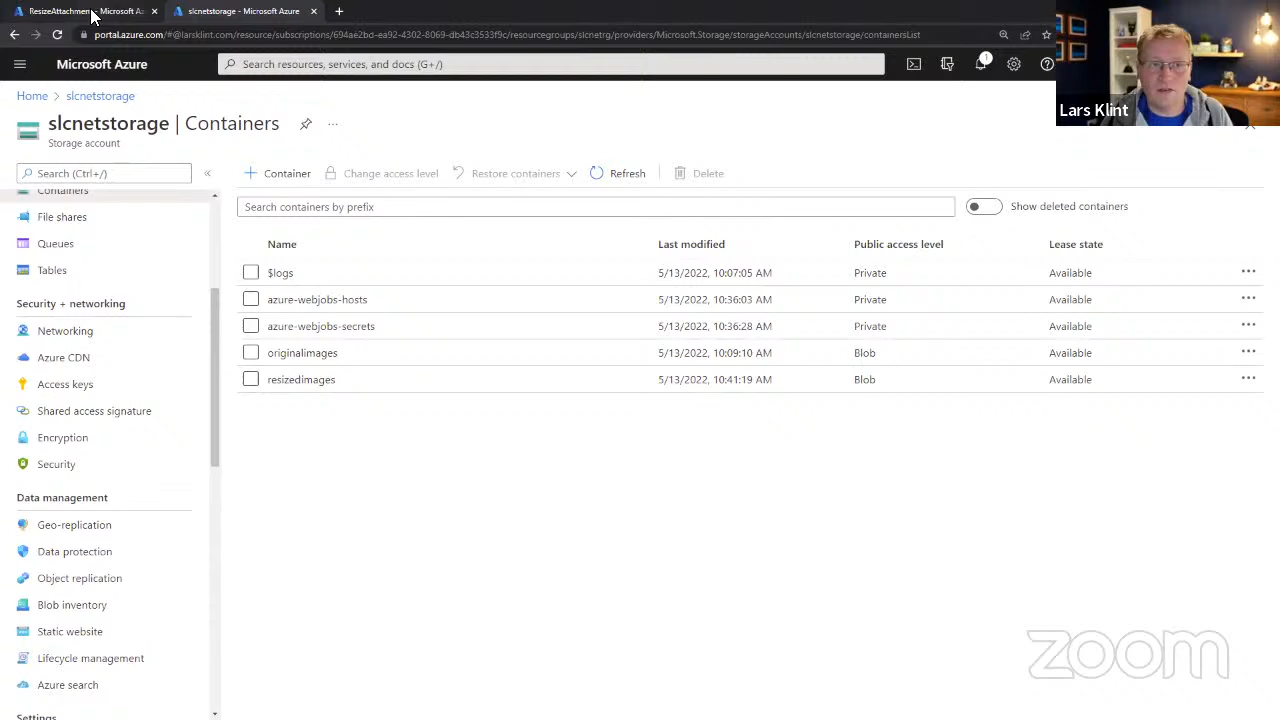 ResizeAttachment - Microsoft Az
slcnetstorage - Microsoft Azure
portal.azure.com/#@larsklint.com/resource/subscriptions/694ae2bd-ea92-4302-8069-db43c3533f9c/resourcegroups/slcnetrg/providers/Microsoft.Storage/storageAccounts/slcnetstorage/containersList
Microsoft Azure
Search resources, services, and docs (G+/)
1
Lars Klint
Home > slcnetstorage
slcnetstorage | Containers
Storage account
Search (Ctrl+/)
Container
Change access level
Restore containers
Refresh
Delete
Search containers by prefix
Show deleted containers
Name Last modified Public access level Lease state
$logs 5/13/2022, 10:07:05 AM Private Available
azure-webjobs-hosts 5/13/2022, 10:36:03 AM Private Available
azure-webjobs-secrets 5/13/2022, 10:36:28 AM Private Available
originalimages 5/13/2022, 10:09:10 AM Blob Available
resizedimages 5/13/2022, 10:41:19 AM Blob Available
Containers
File shares
Queues
Tables
Security + networking
Networking
Azure CDN
Access keys
Shared access signature
Encryption
Security
Data management
Geo-replication
Data protection
Object replication
Blob inventory
Static website
Lifecycle management
Azure search
Settings
zoom